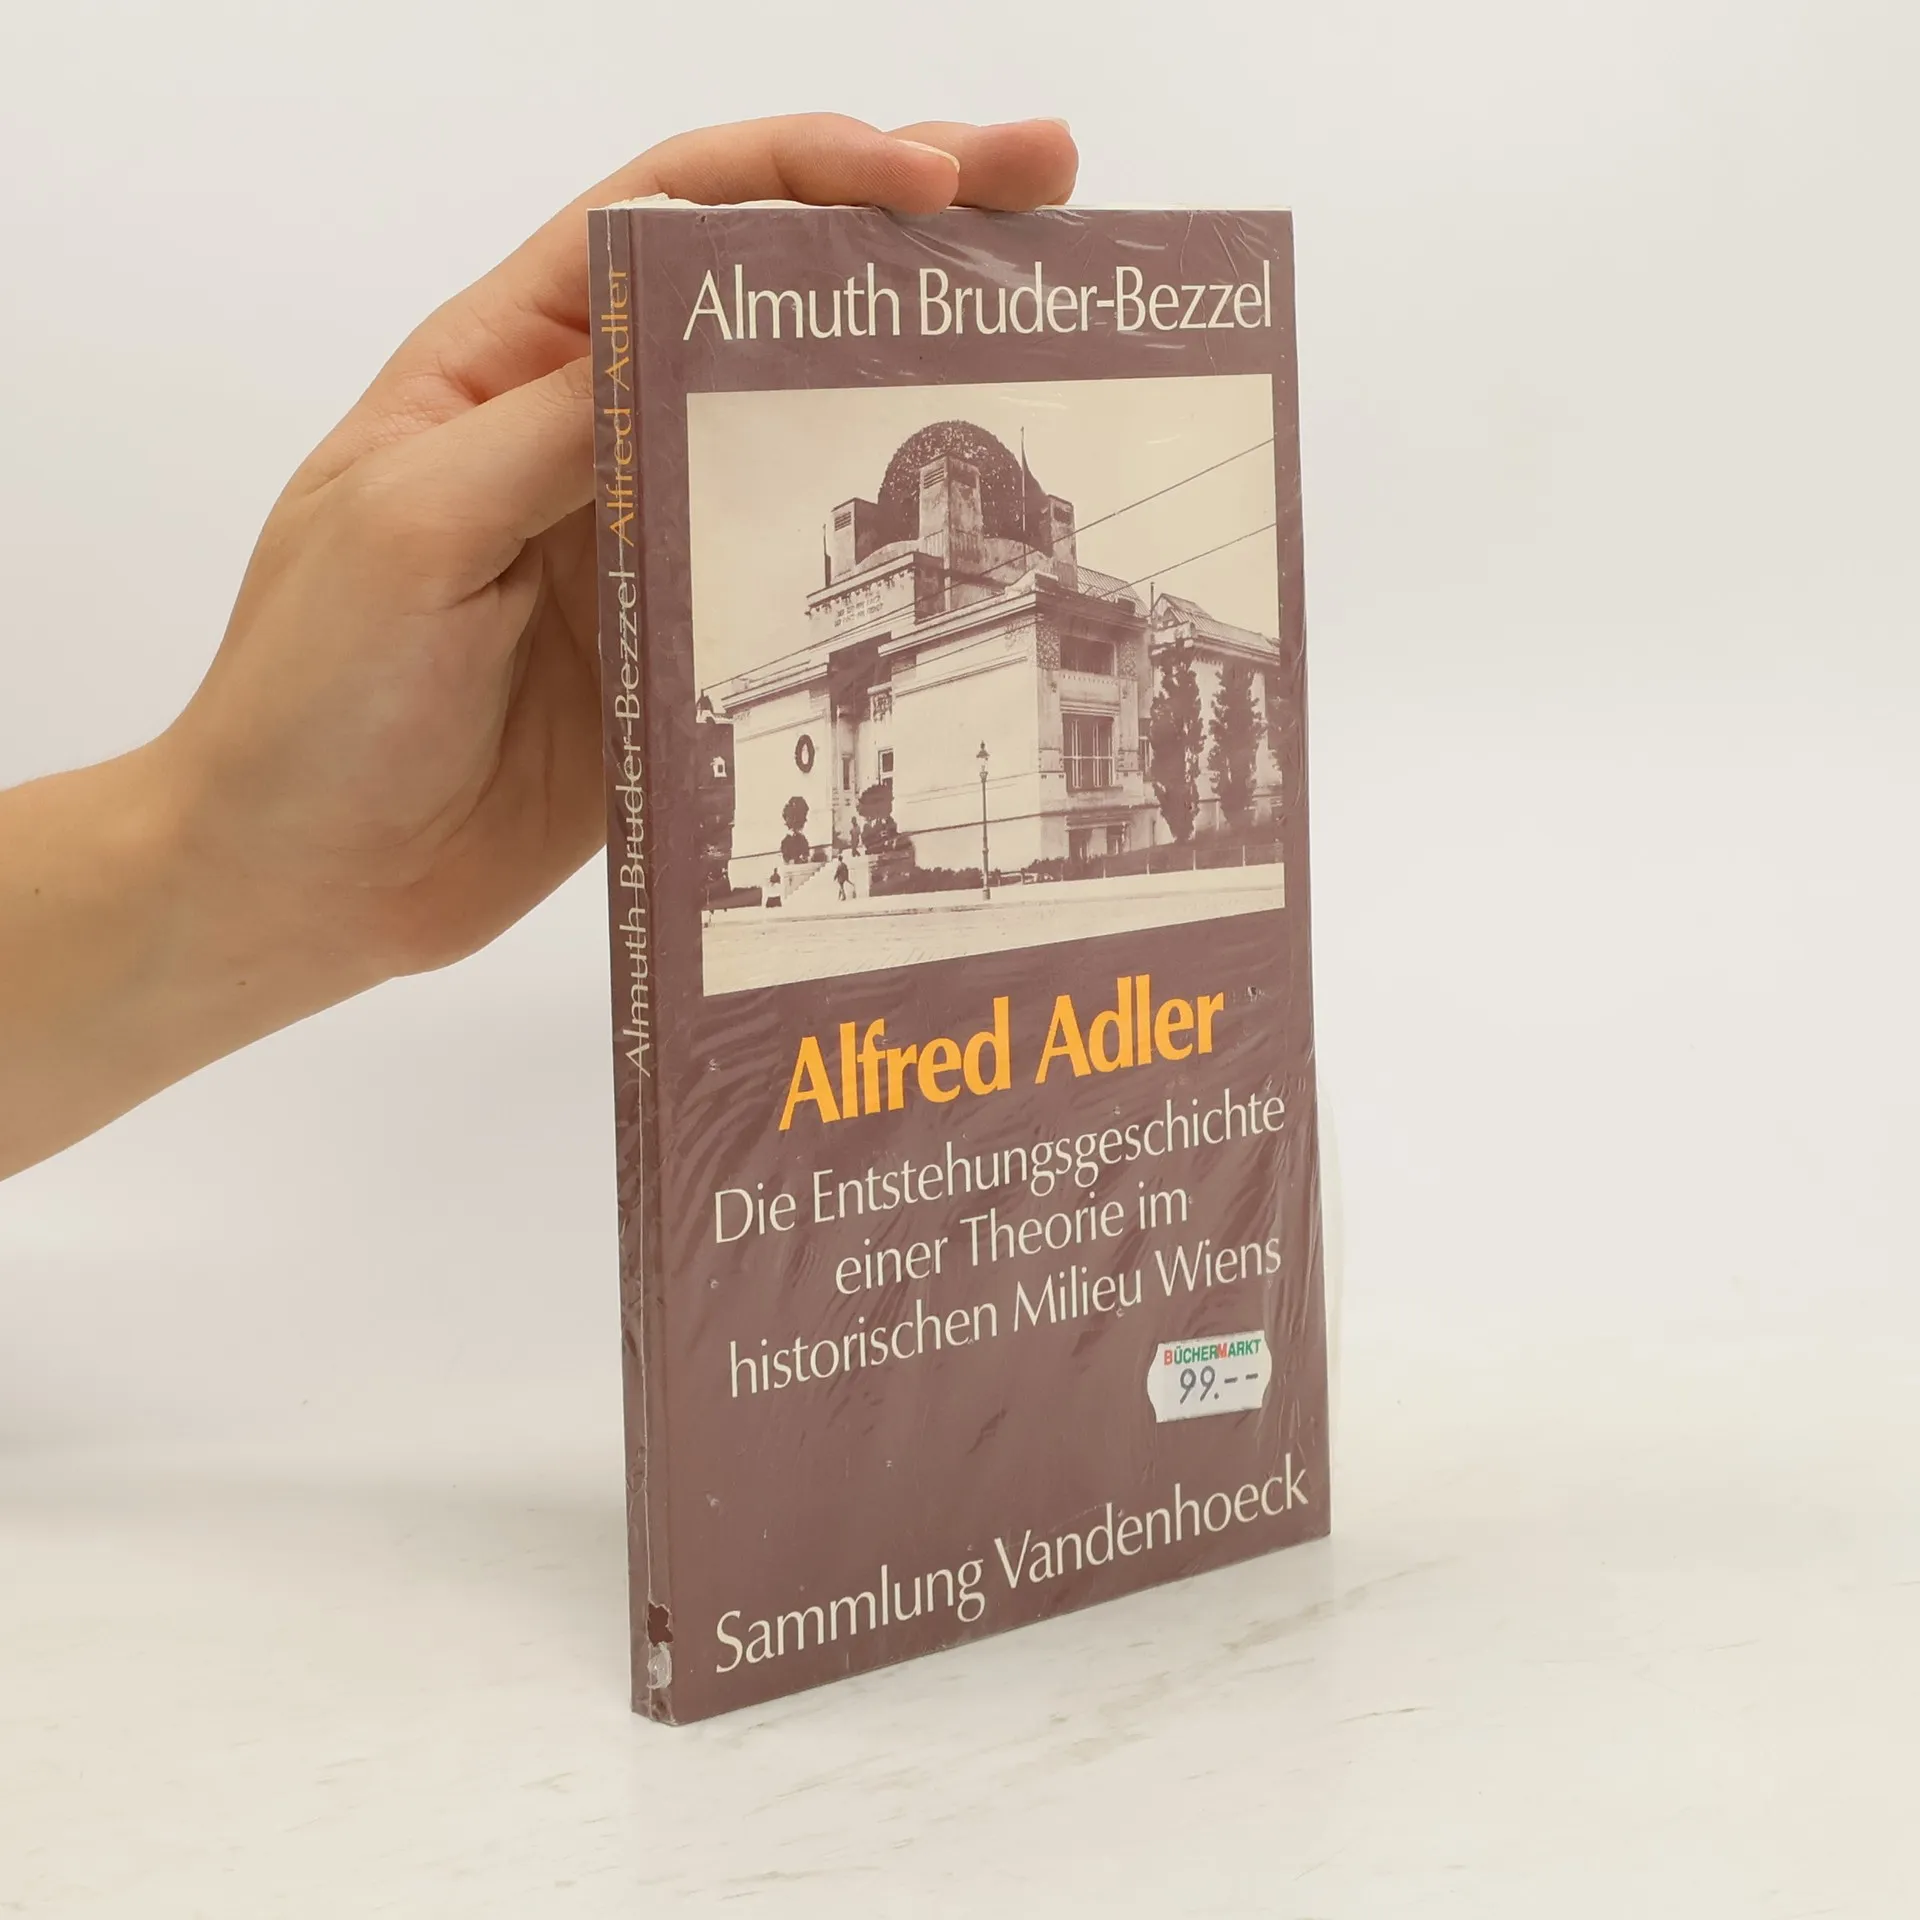 Almuth Bruder-Bezzel Alfred Adler
Almuth Bruder-Bezzel
Alfred Adler
Die Entstehungsgeschichte
einer Theorie im
historischen Milieu Wiens
BÜCHERMARKT
99.--
Sammlung Vandenhoeck